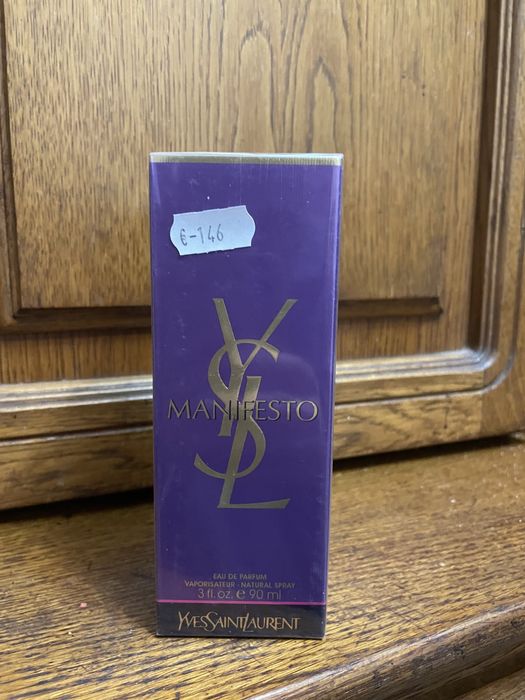 €-146
YSL
MANIFESTO
EAU DE PARFUM
VAPORISATEUR - NATURAL SPRAY
3 fl. oz. e 90 ml
YVESSAINTLAURENT